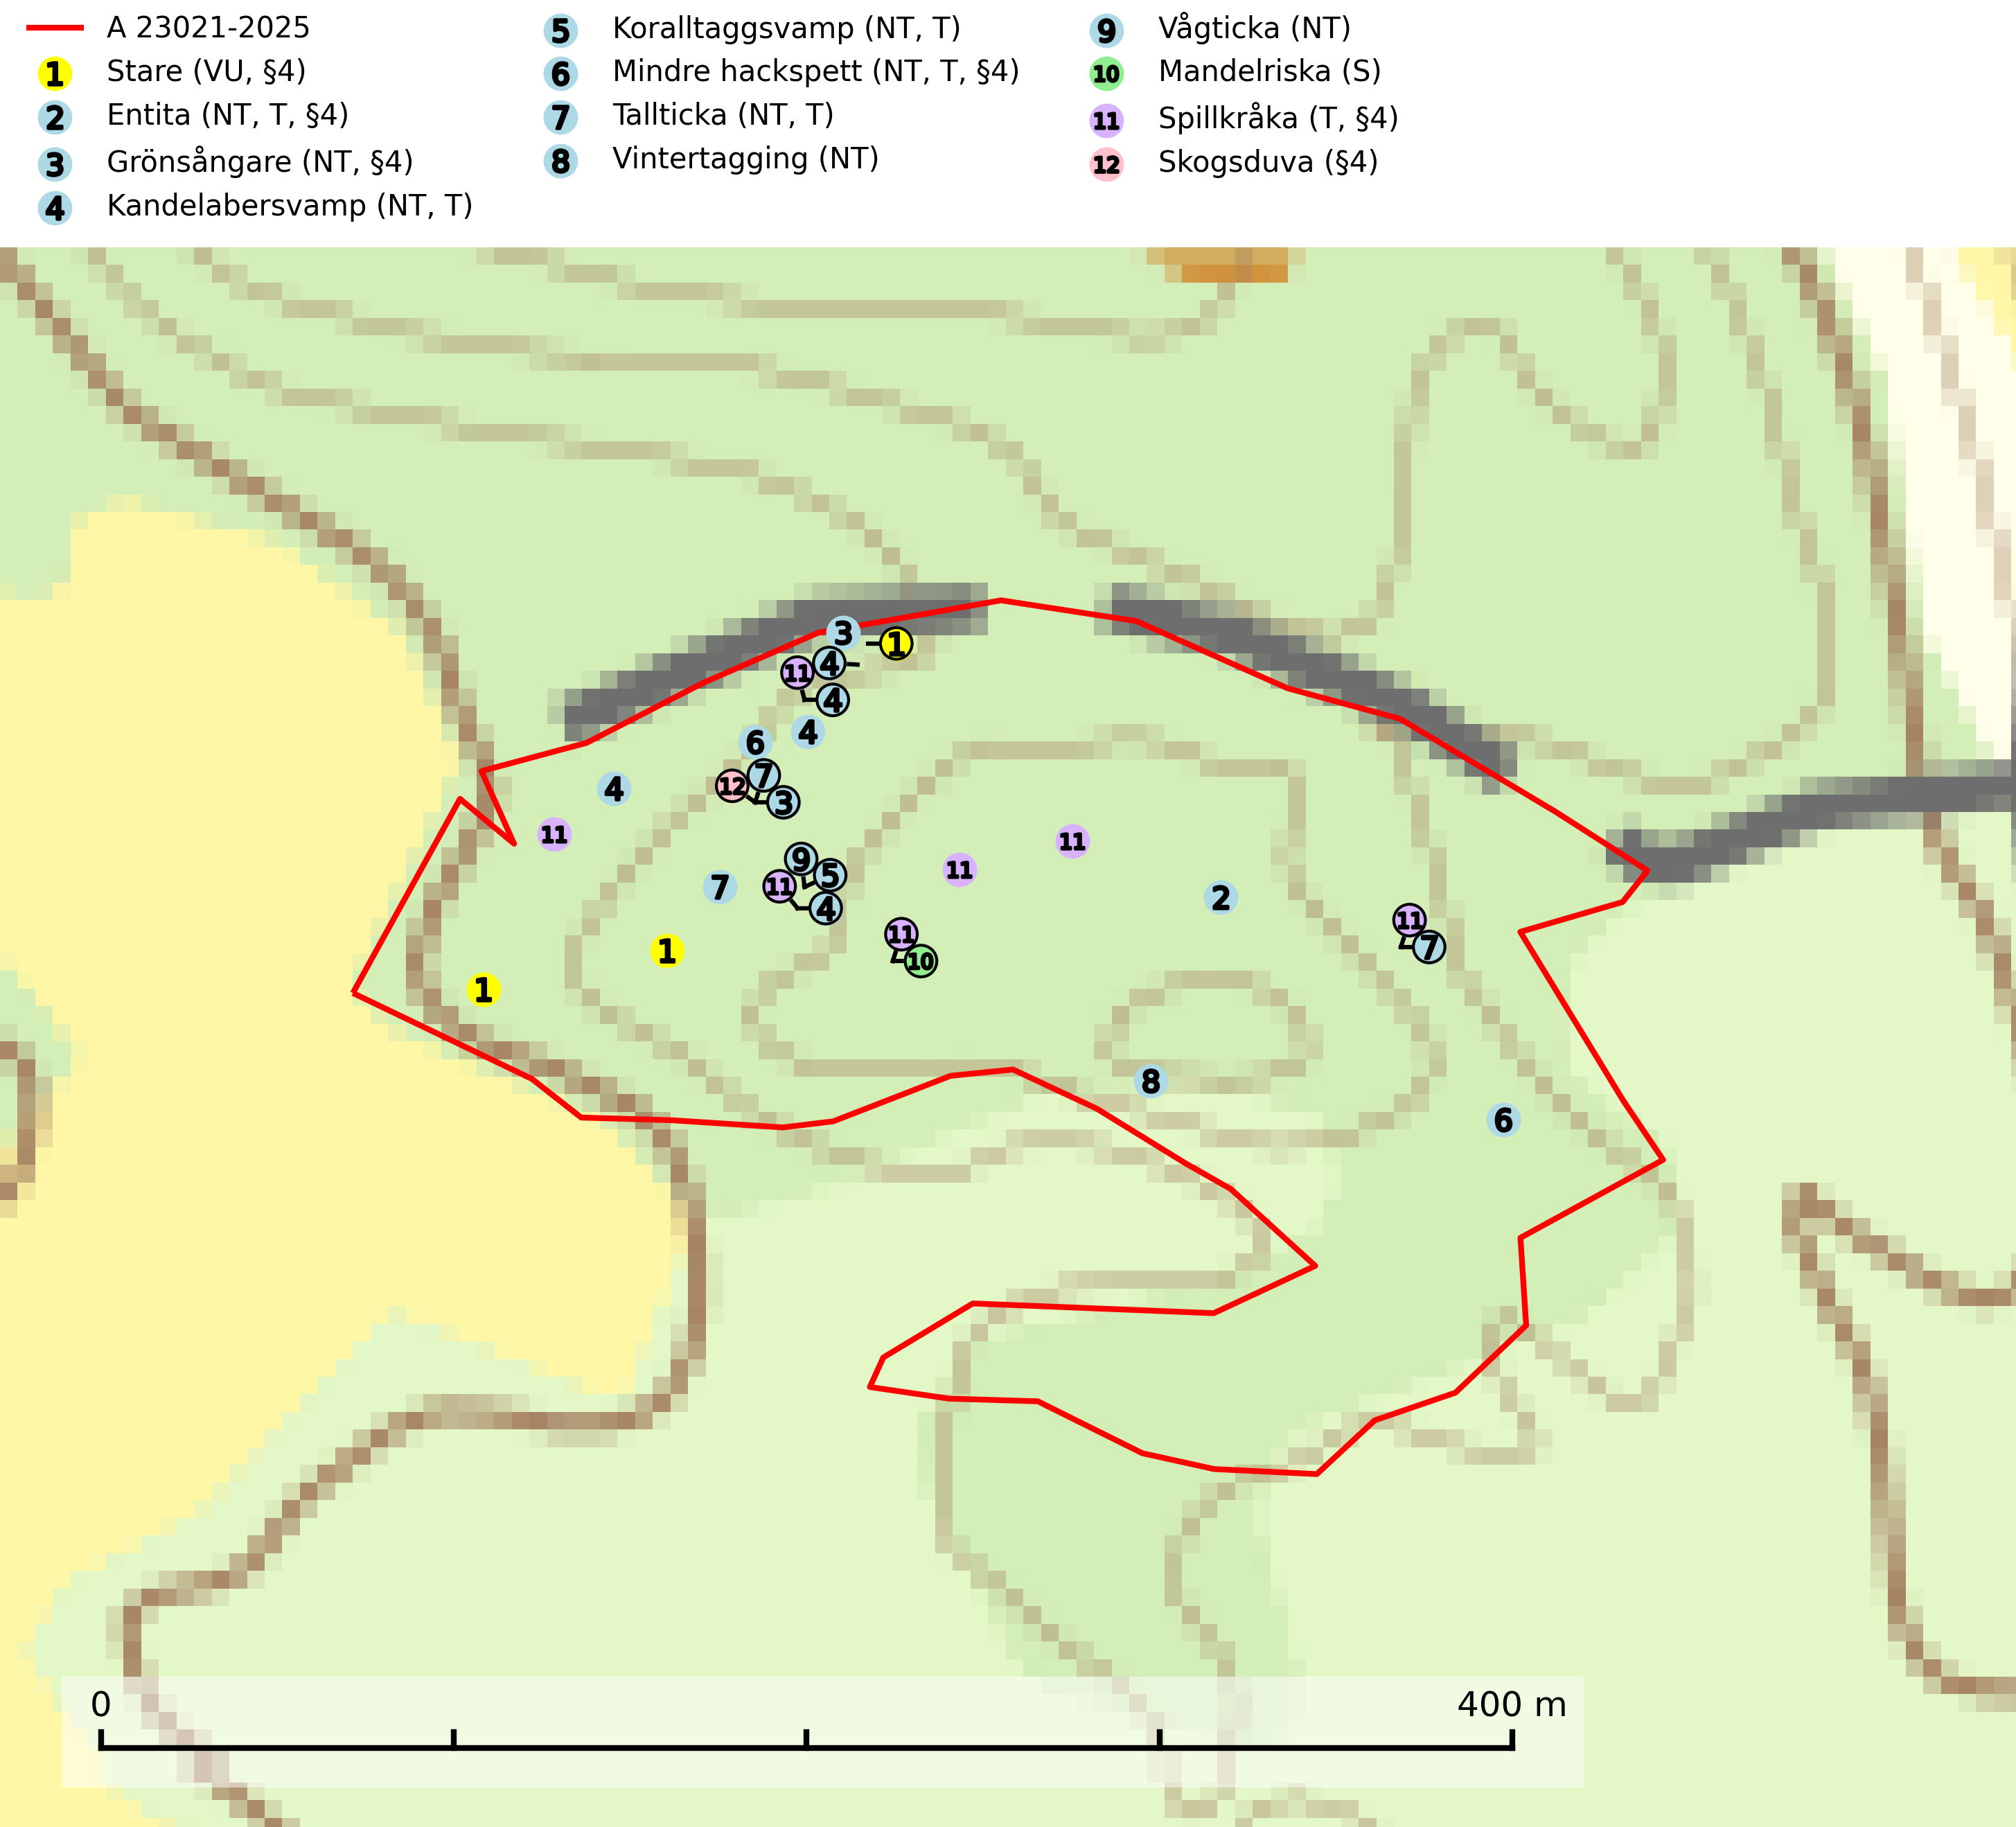 A 23021-2025
1 Stare (VU, §4)
2 Entita (NT, T, §4)
3 Grönsångare (NT, §4)
4 Kandelabersvamp (NT, T)
5 Koralltaggsvamp (NT, T)
6 Mindre hackspett (NT, T, §4)
7 Tallticka (NT, T)
8 Vintertagging (NT)
9 Vågticka (NT)
10 Mandelriska (S)
11 Spillkråka (T, §4)
12 Skogsduva (§4)
3
1
4
11
4
4
6
7
12
4
3
11
11
9
11
5
7
11
2
4
11
11
1
7
10
1
8
6
0 400 m